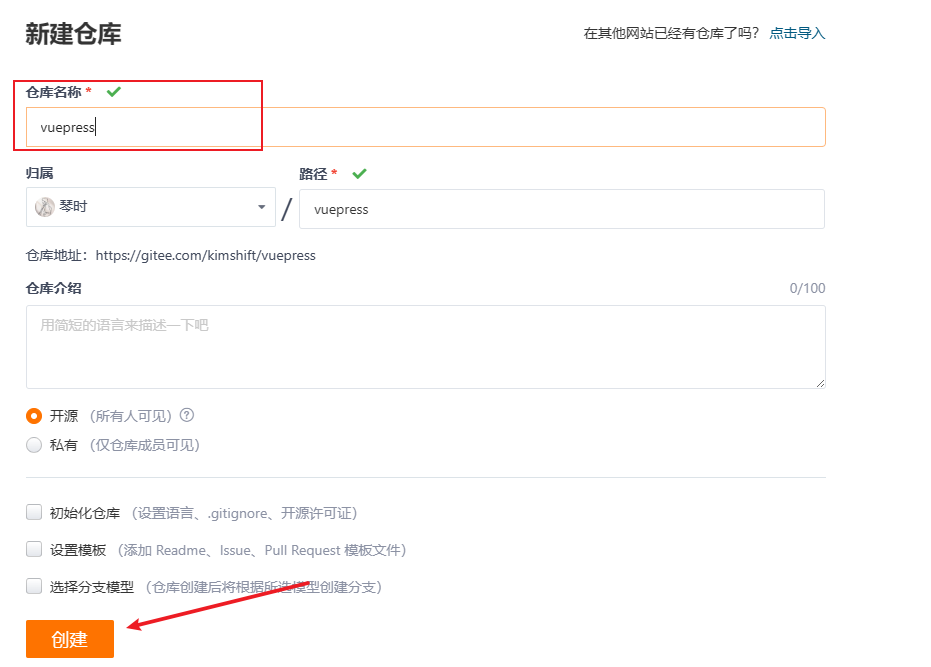 新建仓库
在其他网站已经有仓库了吗? 点击导入
仓库名称 *
vuepress
归属
路径 *
琴时
/
vuepress
仓库地址：https://gitee.com/kimshift/vuepress
仓库介绍
0/100
用简短的语言来描述一下吧
开源 （所有人可见）
私有 （仅仓库成员可见）
初始化仓库 （设置语言、.gitignore、开源许可证）
设置模板 （添加 Readme、Issue、Pull Request 模板文件）
选择分支模型 （仓库创建后将根据所选模型创建分支）
创建